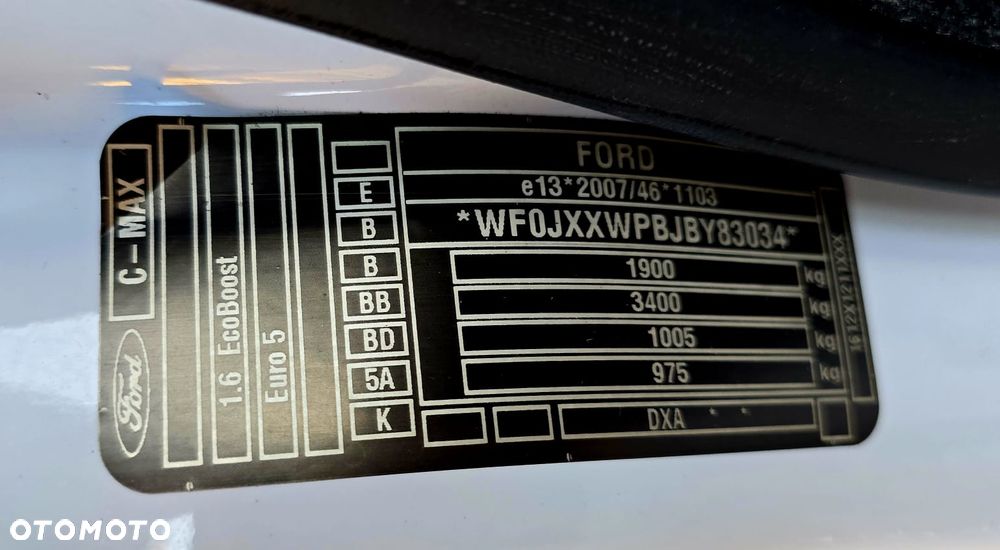 C-MAX
Ford
1.6 EcoBoost
Euro 5
E
B
B
BB
BD
5A
K
FORD
e13*2007/46*1103
*WF0JXXWPBJBY83034*
1900 kg
3400 kg
1005 kg
975 kg
DXA * *
OTOMOTO